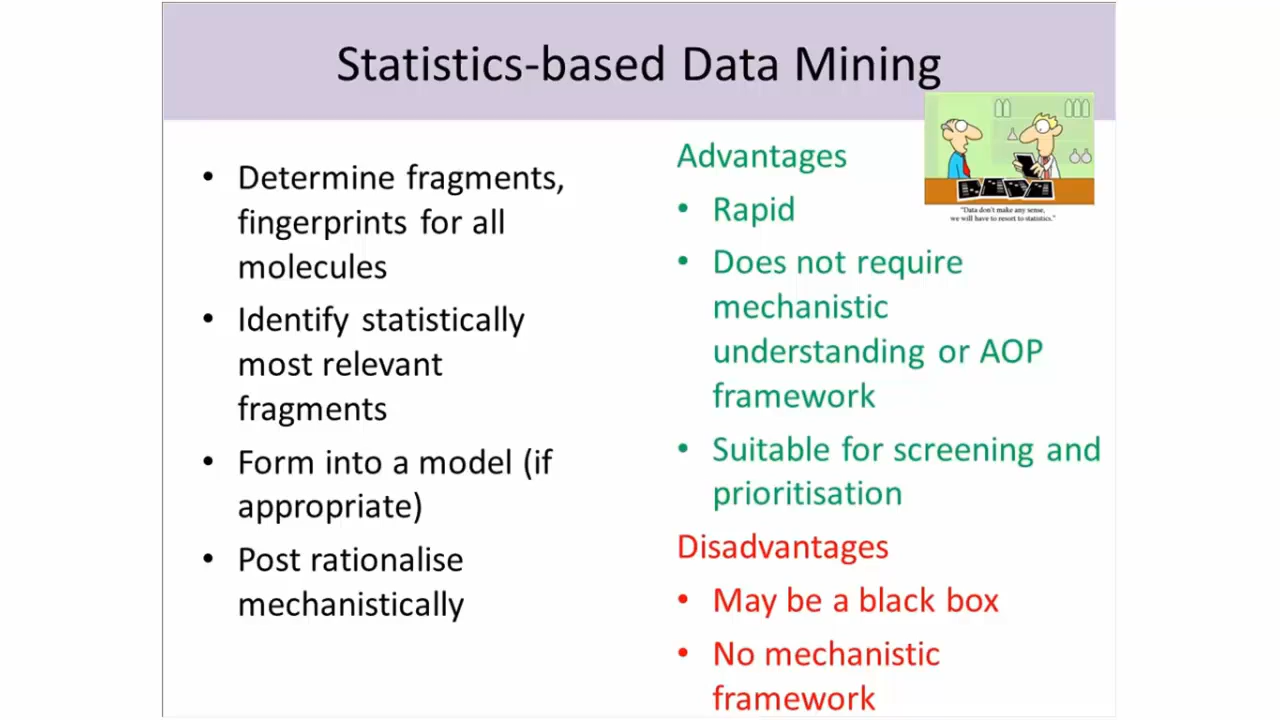 Statistics-based Data Mining
• Determine fragments,
fingerprints for all
molecules
• Identify statistically
most relevant
fragments
• Form into a model (if
appropriate)
• Post rationalise
mechanistically
Advantages
• Rapid
• Does not require
mechanistic
understanding or AOP
framework
• Suitable for screening and
prioritisation
Disadvantages
• May be a black box
• No mechanistic
framework
"Data don't make any sense,
we will have to resort to statistics."